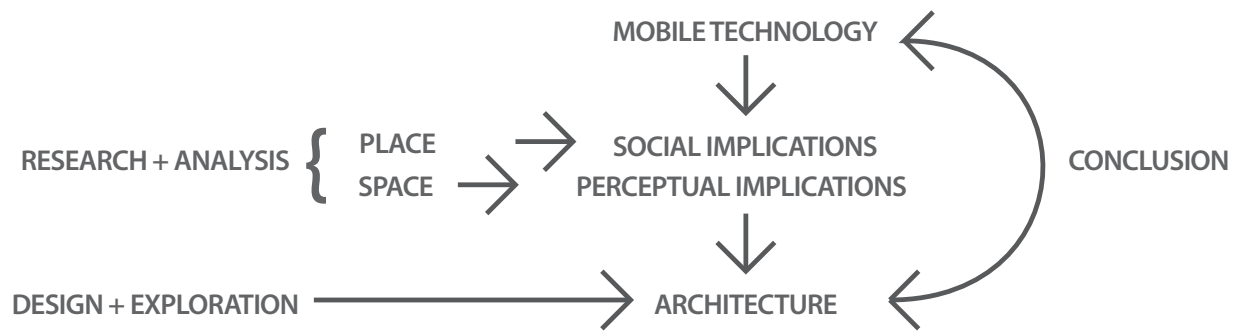 MOBILE TECHNOLOGY
RESEARCH + ANALYSIS { PLACE SOCIAL IMPLICATIONS CONCLUSION
SPACE PERCEPTUAL IMPLICATIONS
DESIGN + EXPLORATION ARCHITECTURE